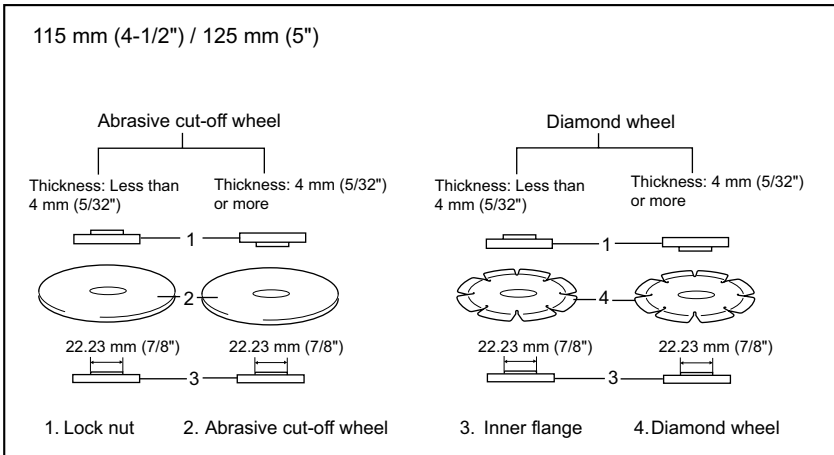 115 mm (4-1/2") / 125 mm (5")
Abrasive cut-off wheel
Diamond wheel
Thickness: Less than
4 mm (5/32")
Thickness: 4 mm (5/32")
or more
Thickness: Less than
4 mm (5/32")
Thickness: 4 mm (5/32")
or more
1
1
2
4
22.23 mm (7/8")
22.23 mm (7/8")
22.23 mm (7/8")
22.23 mm (7/8")
3
3
1. Lock nut
2. Abrasive cut-off wheel
3. Inner flange
4. Diamond wheel